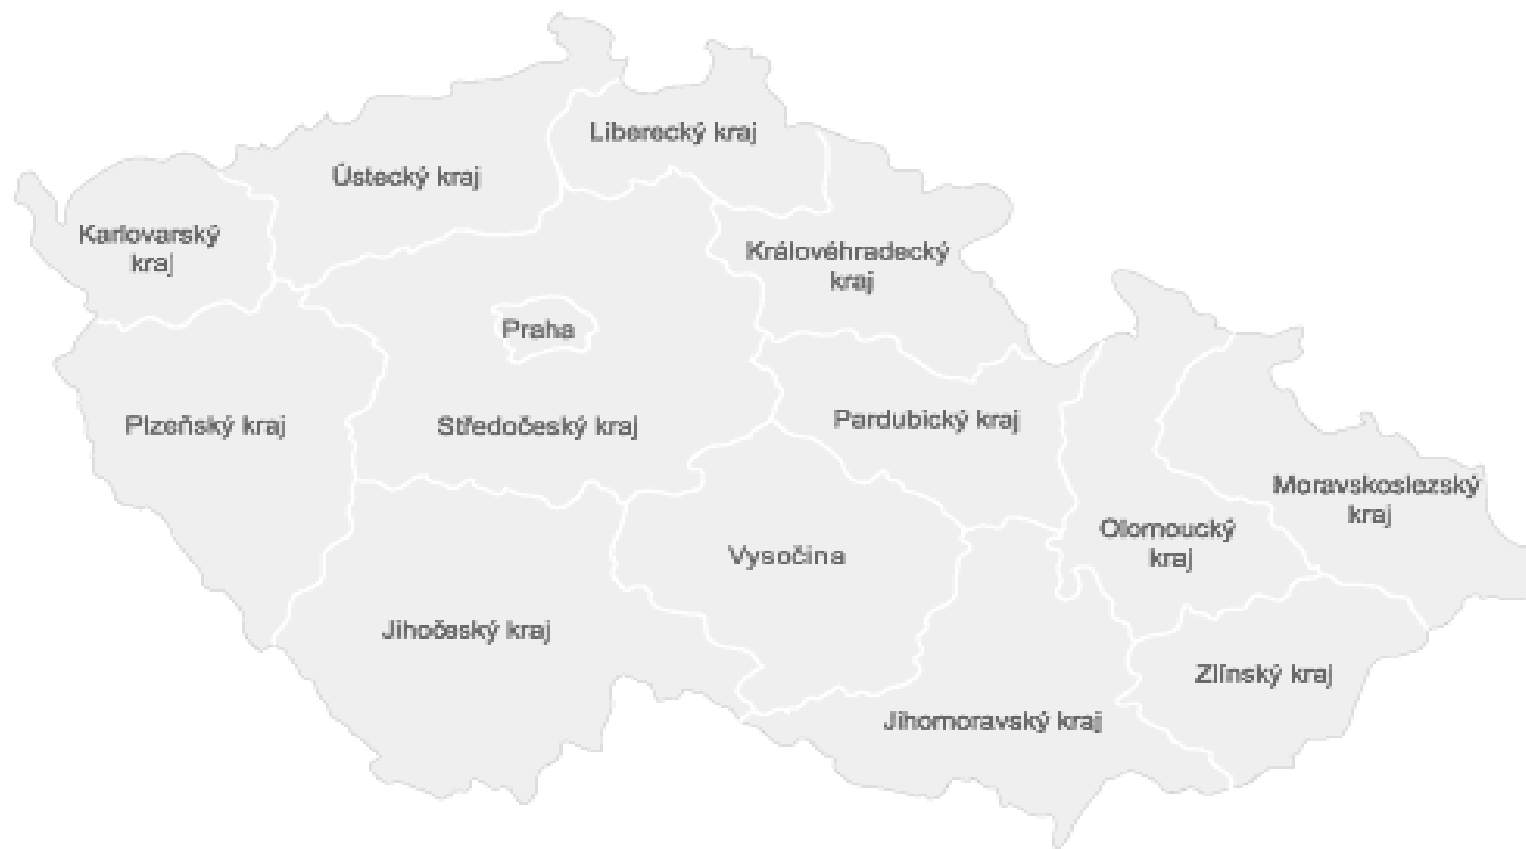 Liberecký kraj
Ústecký kraj
Karlovarský
kraj
Královéhradecký
kraj
Praha
Plzeňský kraj
Středočeský kraj
Pardubický kraj
Moravskoslezský
kraj
Olomoucký
kraj
Vysočina
Jihočeský kraj
Zlínský kraj
Jihomoravský kraj